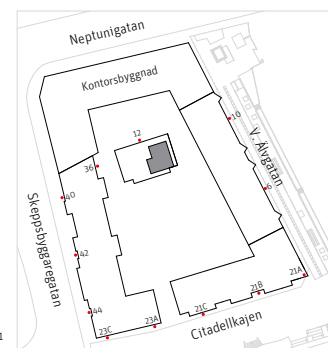 Neptunigatan
Kontorsbyggnad
12
10
V. Älvgatan
36
6
40
Skeppsbyggaregatan
42
21A
21B
44
21C
23A
23C
Citadellkajen
1